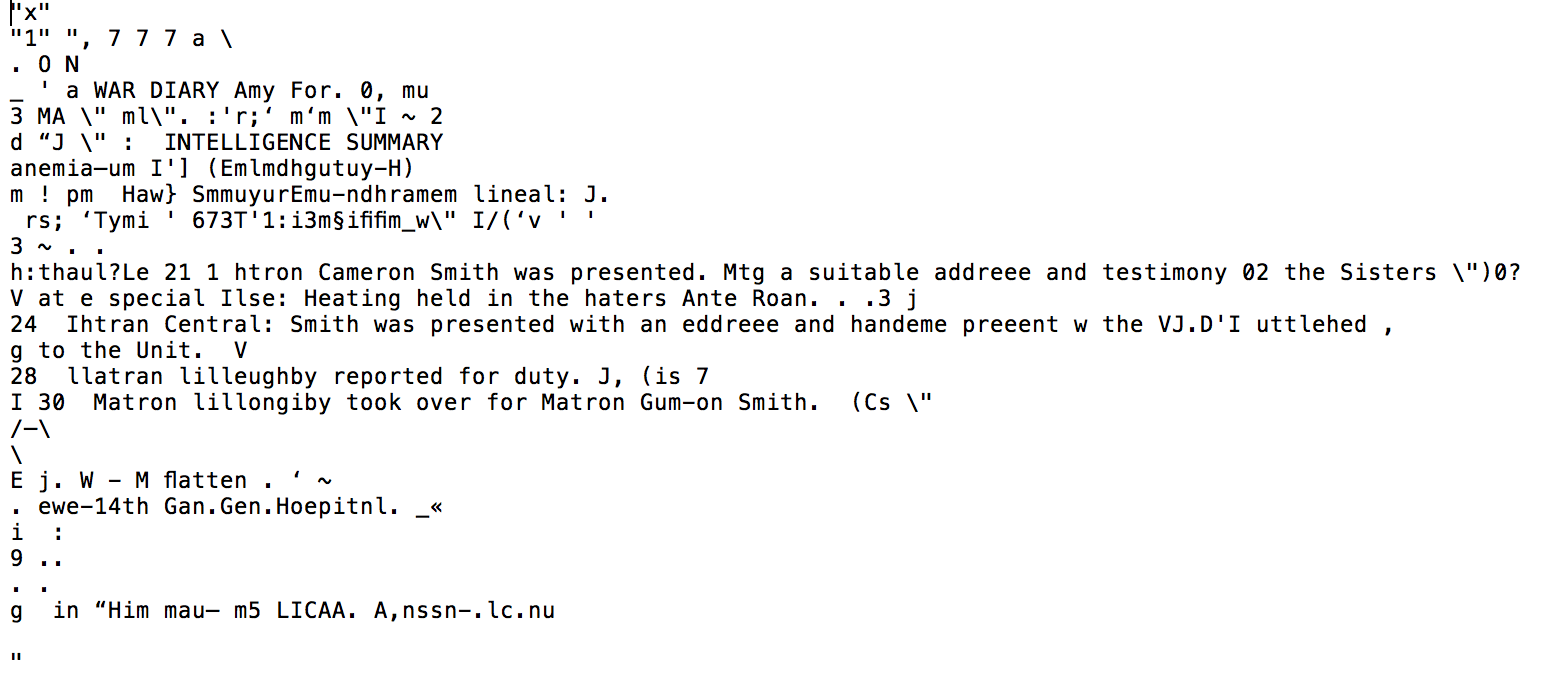 "x"
"1" ", 7 7 7 a \
. O N
_ ' a WAR DIARY Amy For. 0, mu
3 MA \" ml\". :'r;‘ m‘m \"I ~ 2
d “J \" :  INTELLIGENCE SUMMARY
anemia—um I'] (Emlmdhgutuy—H)
m ! pm  Haw} SmmuyurEmu—ndhramem lineal: J.
 rs; ‘Tymi ' 673T'1:i3m§ififim_w\" I/(‘v ' '
3 ~ . .
h:thaul?Le 21 1 htron Cameron Smith was presented. Mtg a suitable addreee and testimony 02 the Sisters \")0?
V at e special Ilse: Heating held in the haters Ante Roan. . .3 j
24  Ihtran Central: Smith was presented with an eddreee and handeme preeent w the VJ.D'I uttlehed ,
g to the Unit.  V
28  llatran lilleughby reported for duty. J, (is 7
I 30  Matron lillongiby took over for Matron Gum—on Smith.  (Cs \"
/—\
\
E j. W – M flatten . ‘ ~
. ewe—14th Gan.Gen.Hoepitnl. _«
i  :
9 ..
. .
g  in “Him mau— m5 LICAA. A,nssn—.lc.nu
"